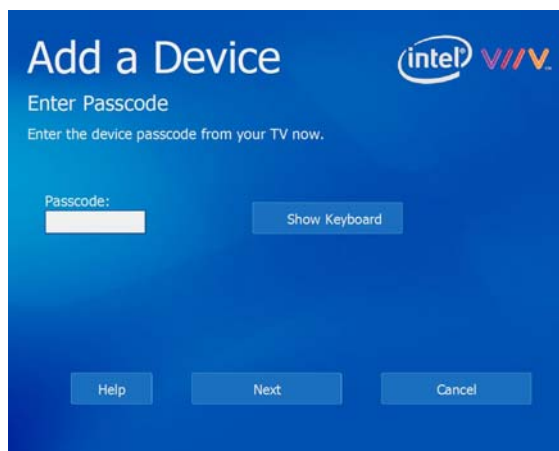 Add a Device
intel® V//V™
Enter Passcode
Enter the device passcode from your TV now.
Passcode:
Show Keyboard
Help
Next
Cancel